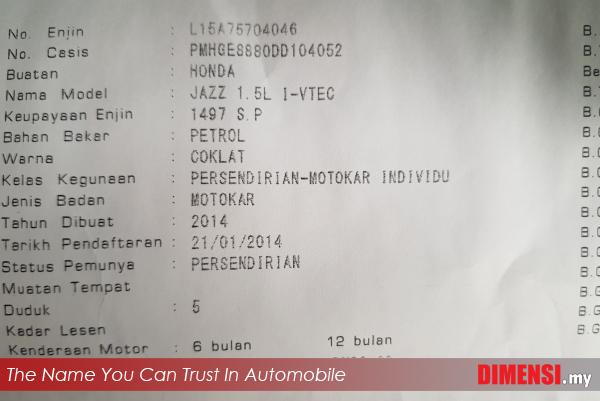 No. Enjin : L15A75704046
No. Casis : PMHGE8880DD104052
Buatan : HONDA
Nama Model : JAZZ 1.5L I-VTEC
Keupayaan Enjin : 1497 S.P
Bahan Bakar : PETROL
Warna : COKLAT
Kelas Kegunaan : PERSENDIRIAN-MOTOKAR INDIVIDU
Jenis Badan : MOTOKAR
Tahun Dibuat : 2014
Tarikh Pendaftaran : 21/01/2014
Status Pemunya : PERSENDIRIAN
Muatan Tempat
Duduk : 5
Kadar Lesen
Kenderaan Motor : 6 bulan 12 bulan
The Name You Can Trust In Automobile
DIMENSI.my